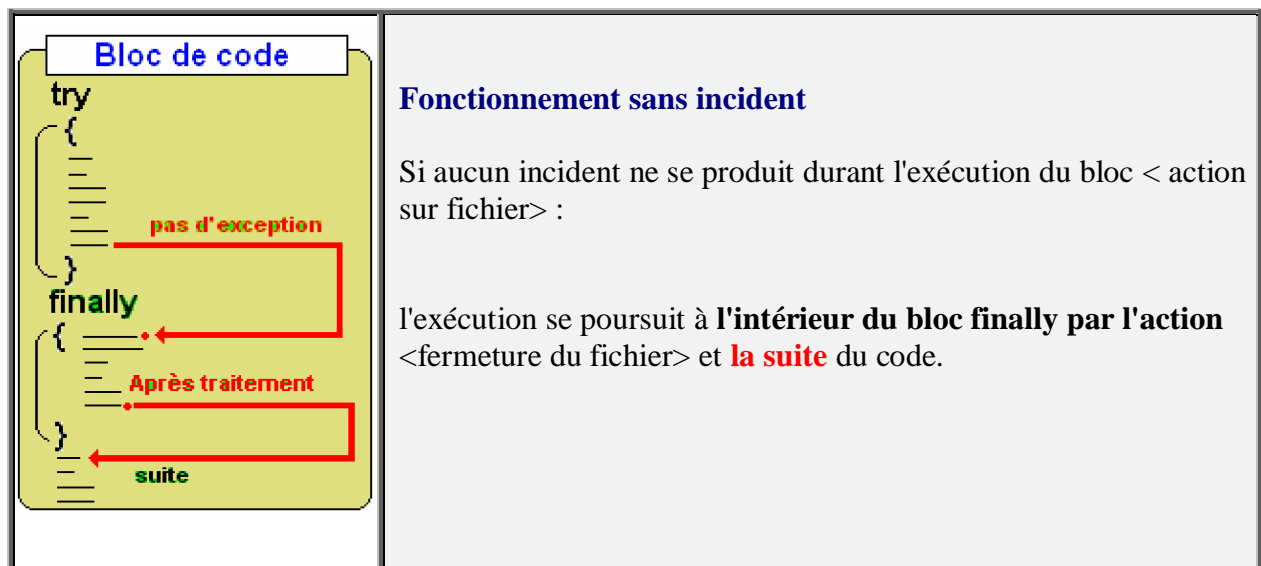 Bloc de code
try
{
pas d'exception
}
finally
{
Après traitement
}
suite
Fonctionnement sans incident
Si aucun incident ne se produit durant l'exécution du bloc < action
sur fichier> :
l'exécution se poursuit à l'intérieur du bloc finally par l'action
<fermeture du fichier> et la suite du code.